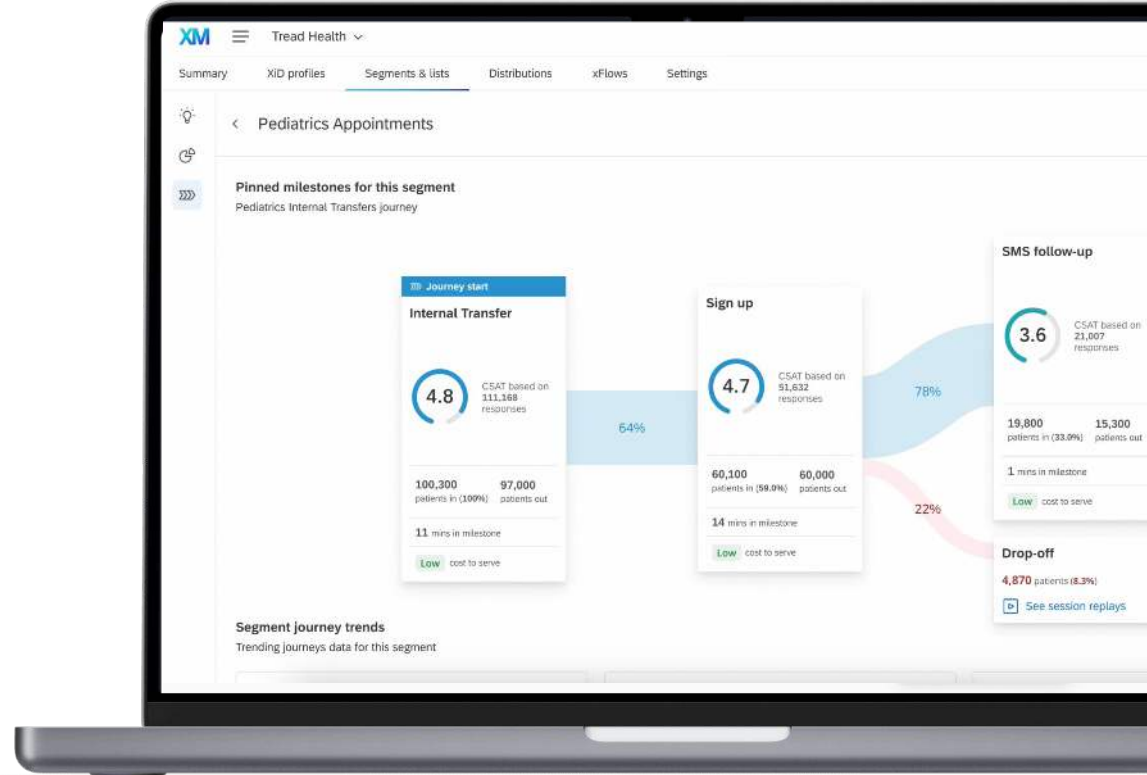 XM
Tread Health
Summary XiD profiles Segments & lists Distributions xFlows Settings
Pediatrics Appointments
Pinned milestones for this segment
Pediatrics Internal Transfers journey
Journey start
Internal Transfer
4.8
CSAT based on
111,168
responses
100,300 97,000
patients in (100%) patients out
11 mins in milestone
Low cost to serve
64%
Sign up
4.7
CSAT based on
51,632
responses
60,100 60,000
patients in (59.0%) patients out
14 mins in milestone
Low cost to serve
78%
22%
SMS follow-up
3.6
CSAT based on
21,007
responses
19,800 15,300
patients in (33.0%) patients out
1 mins in milestone
Low cost to serve
Drop-off
4,870 patients (8.3%)
See session replays
Segment journey trends
Trending journeys data for this segment